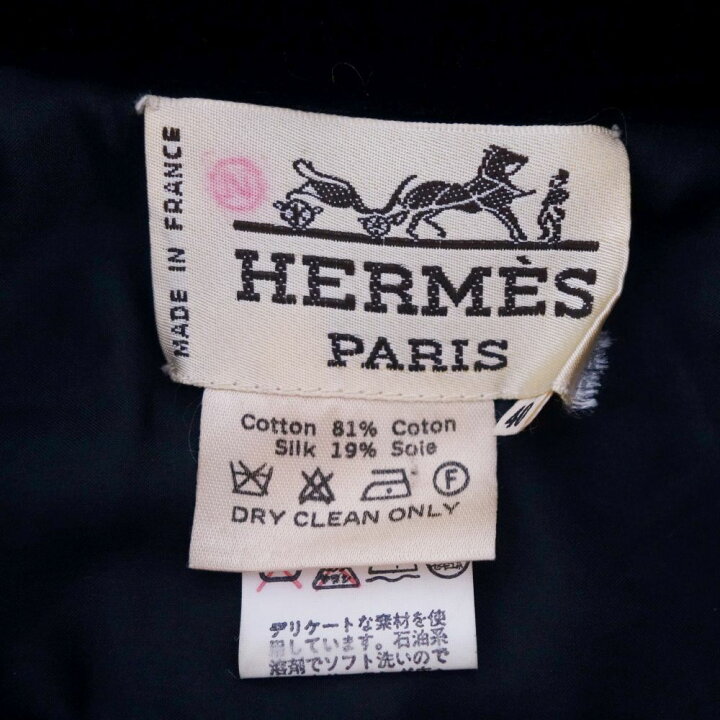 MADE IN FRANCE
N
HERMÈS
PARIS
40
Cotton 81% Coton
Silk 19% Soie
F
DRY CLEAN ONLY
デリケートな素材を使
用しています。石油系
溶剤でソフト洗いので